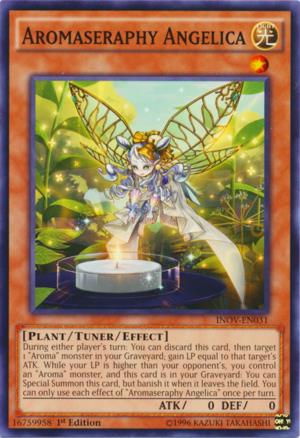 AROMASERAPHY ANGELICA
LIGHT
光
INOV-EN031
[PLANT/TUNER/EFFECT]
During either player's turn: You can discard this card, then target
1 "Aroma" monster in your Graveyard; gain LP equal to that target's
ATK. While your LP is higher than your opponent's, you control
an "Aroma" monster, and this card is in your Graveyard: You can
Special Summon this card, but banish it when it leaves the field. You
can only use each effect of "Aromaseraphy Angelica" once per turn.
ATK/ 0 DEF/ 0
16759958 1st Edition ©1996 KAZUKI TAKAHASHI